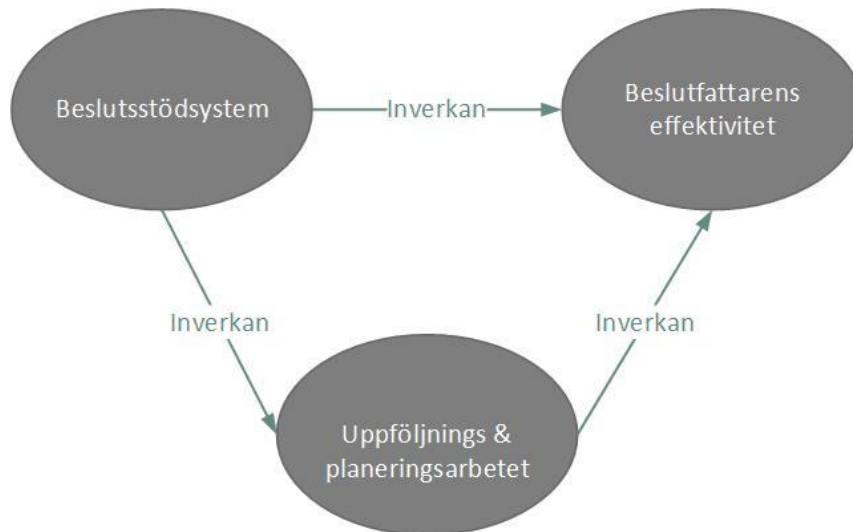 Beslutsstödsystem
Inverkan
Beslutfattarens
effektivitet
Inverkan
Inverkan
Uppföljnings &
planeringsarbetet